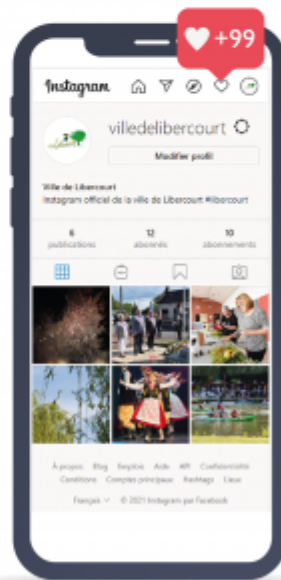 +99
Instagram
villedelibercourt
Modifier profil
Ville de Libercourt
Instagram officiel de la ville de Libercourt #libercourt
6 12 10
publications abonnés abonnements
À propos Blog Emplois Aide API Confidentialité
Conditions Comptes principaux Hashtags Lieux
Français © 2021 Instagram par Facebook